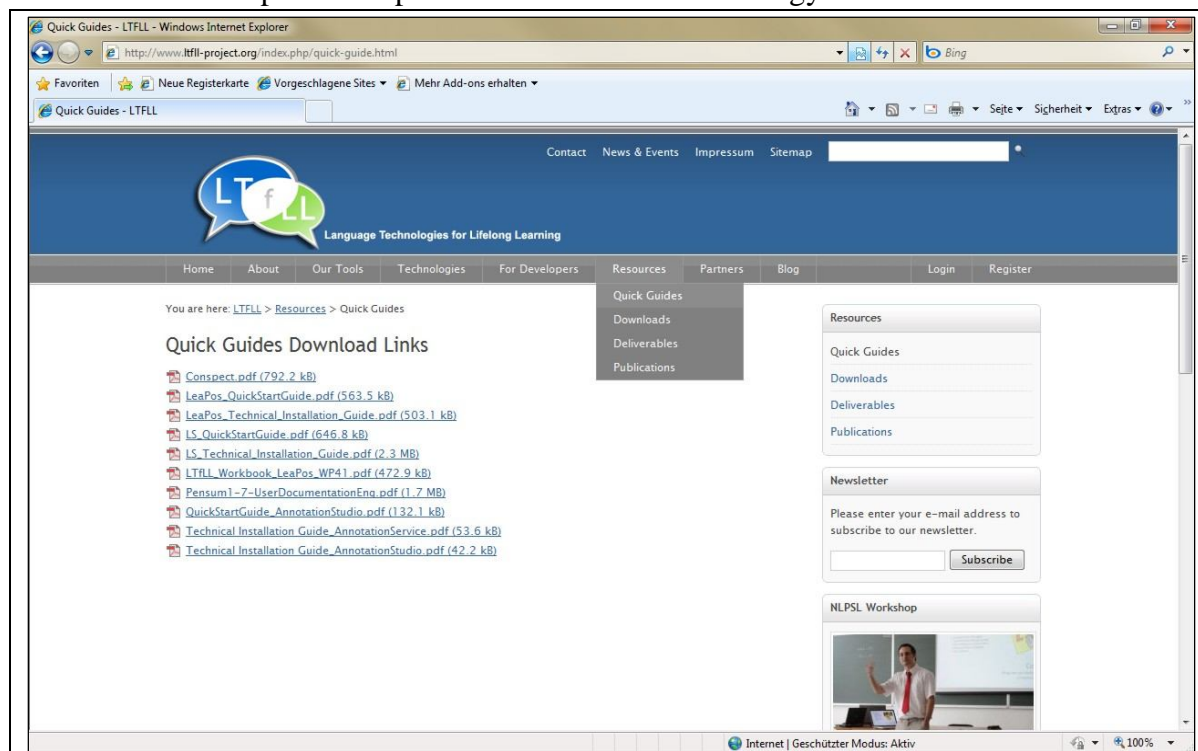 Quick Guides - LTFLL - Windows Internet Explorer
http://www.ltfll-project.org/index.php/quick-guide.html
Bing
Favoriten Neue Registerkarte Vorgeschlagene Sites Mehr Add-ons erhalten
Quick Guides - LTFLL
Seite Sicherheit Extras
Contact News & Events Impressum Sitemap
LTfLL
Language Technologies for Lifelong Learning
Home About Our Tools Technologies For Developers Resources Partners Blog Login Register
Quick Guides
Downloads
Deliverables
Publications
You are here: LTFLL > Resources > Quick Guides
Quick Guides Download Links
Conspect.pdf (792.2 kB)
LeaPos_QuickStartGuide.pdf (563.5 kB)
LeaPos_Technical_Installation_Guide.pdf (503.1 kB)
LS_QuickStartGuide.pdf (646.8 kB)
LS_Technical_Installation_Guide.pdf (2.3 MB)
LTfLL_Workbook_LeaPos_WP41.pdf (472.9 kB)
Pensum1-7-UserDocumentationEng.pdf (1.7 MB)
QuickStartGuide_AnnotationStudio.pdf (132.1 kB)
Technical Installation Guide_AnnotationService.pdf (53.6 kB)
Technical Installation Guide_AnnotationStudio.pdf (42.2 kB)
Resources
Quick Guides
Downloads
Deliverables
Publications
Newsletter
Please enter your e-mail address to
subscribe to our newsletter.
Subscribe
NLPSL Workshop
Internet | Geschützter Modus: Aktiv
100%